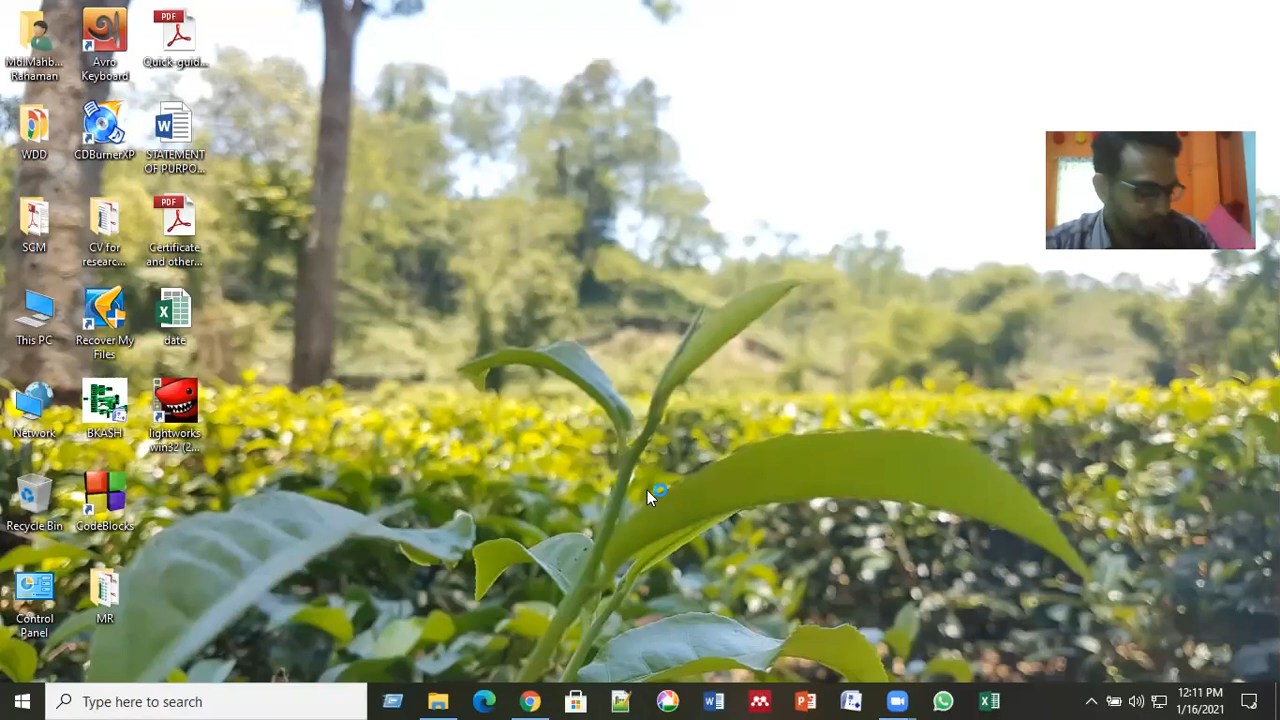 Md.Mahb...
Rahaman
Avro
Keyboard
PDF
Quick-guid...
WDD
CDBurnerXP
W
STATEMENT
OF PURPO...
SCM
CV for
researc...
PDF
Certificate
and other...
This PC
Recover My
Files
X
date
Network
BKASH
lightworks
win32 (2...
Recycle Bin
CodeBlocks
Control
Panel
MR
Type here to search
12:11 PM
1/16/2021